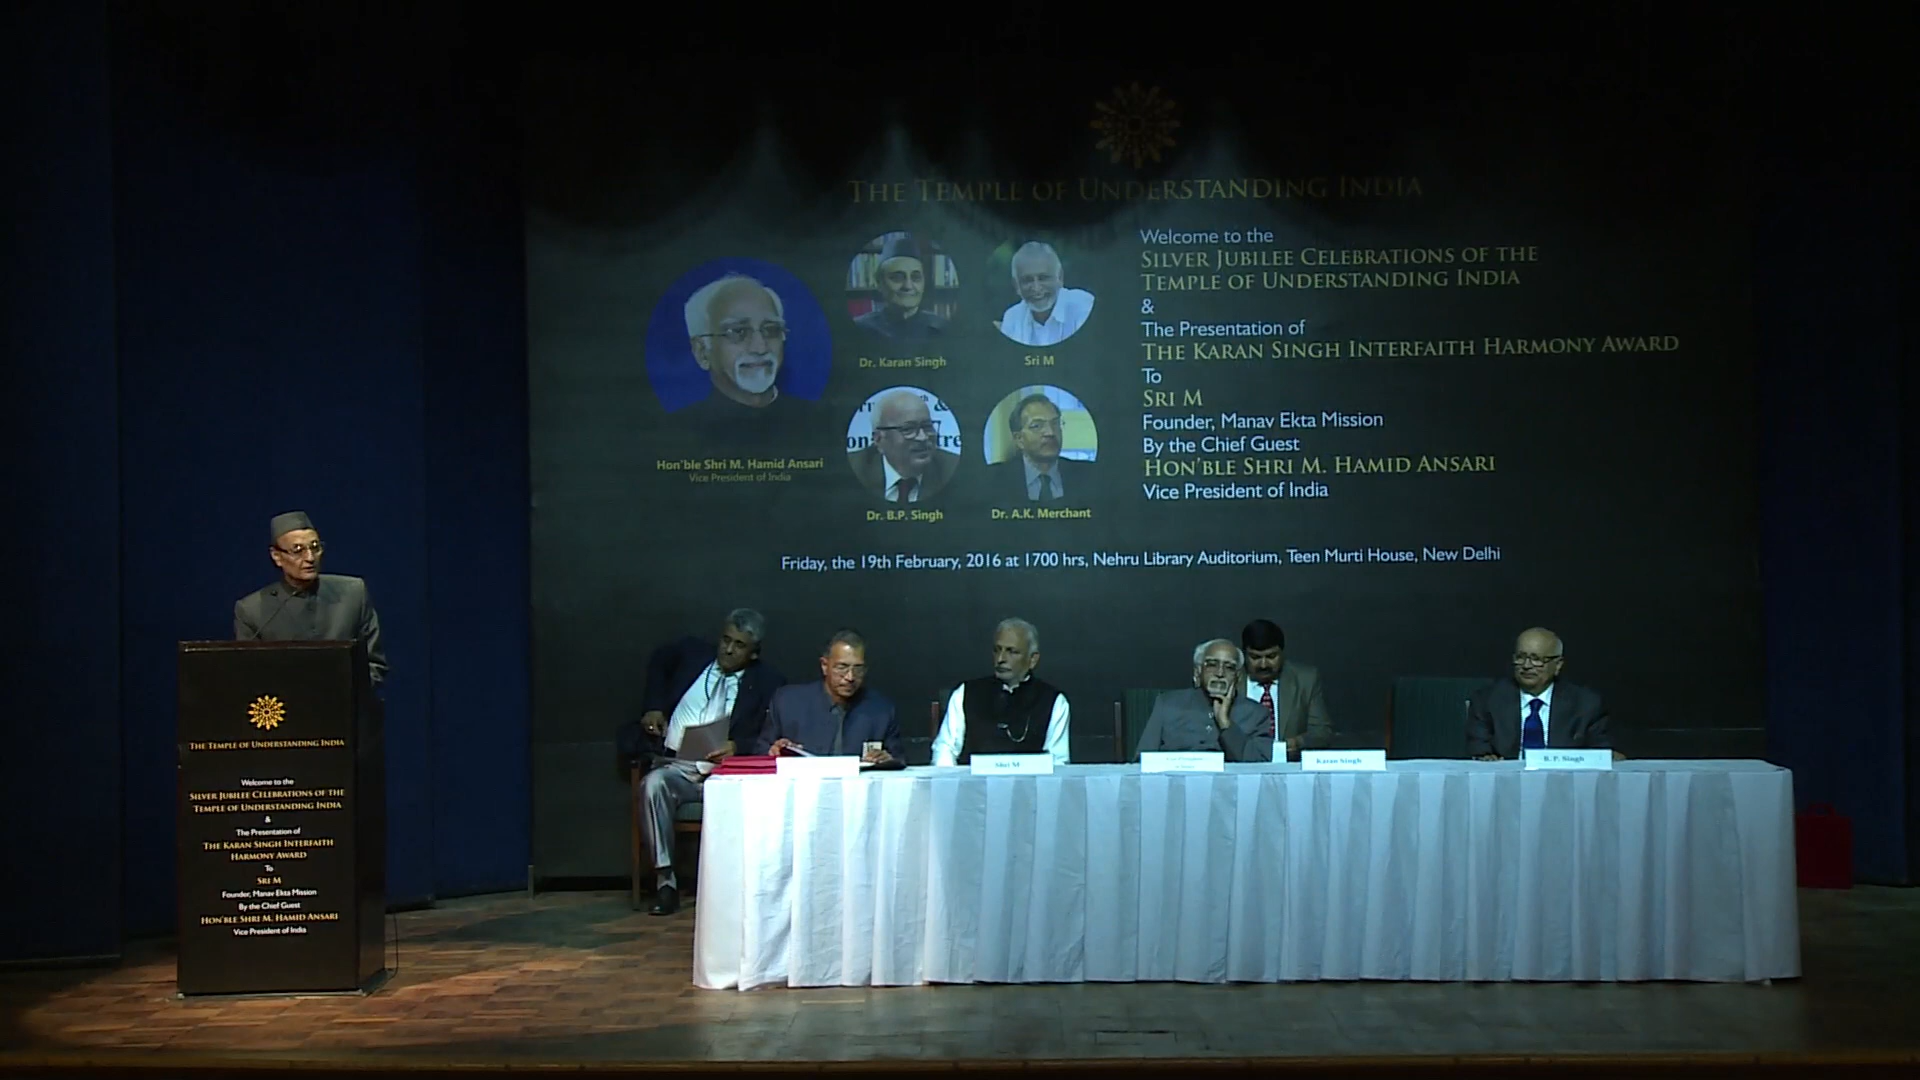 THE TEMPLE OF UNDERSTANDING INDIA
Hon'ble Shri M. Hamid Ansari
Vice President of India
Dr. Karan Singh
Sri M
Dr. B.P. Singh
Dr. A.K. Merchant
Welcome to the
SILVER JUBILEE CELEBRATIONS OF THE
TEMPLE OF UNDERSTANDING INDIA
&
The Presentation of
THE KARAN SINGH INTERFAITH HARMONY AWARD
To
SRI M
Founder, Manav Ekta Mission
By the Chief Guest
HON'BLE SHRI M. HAMID ANSARI
Vice President of India
Friday, the 19th February, 2016 at 1700 hrs, Nehru Library Auditorium, Teen Murti House, New Delhi
THE TEMPLE OF UNDERSTANDING INDIA
Welcome to the
SILVER JUBILEE CELEBRATIONS OF THE
TEMPLE OF UNDERSTANDING INDIA
&
The Presentation of
THE KARAN SINGH INTERFAITH
HARMONY AWARD
To
SRI M
Founder, Manav Ekta Mission
By the Chief Guest
HON'BLE SHRI M. HAMID ANSARI
Vice President of India
Shri M
Karan Singh
B. P. Singh